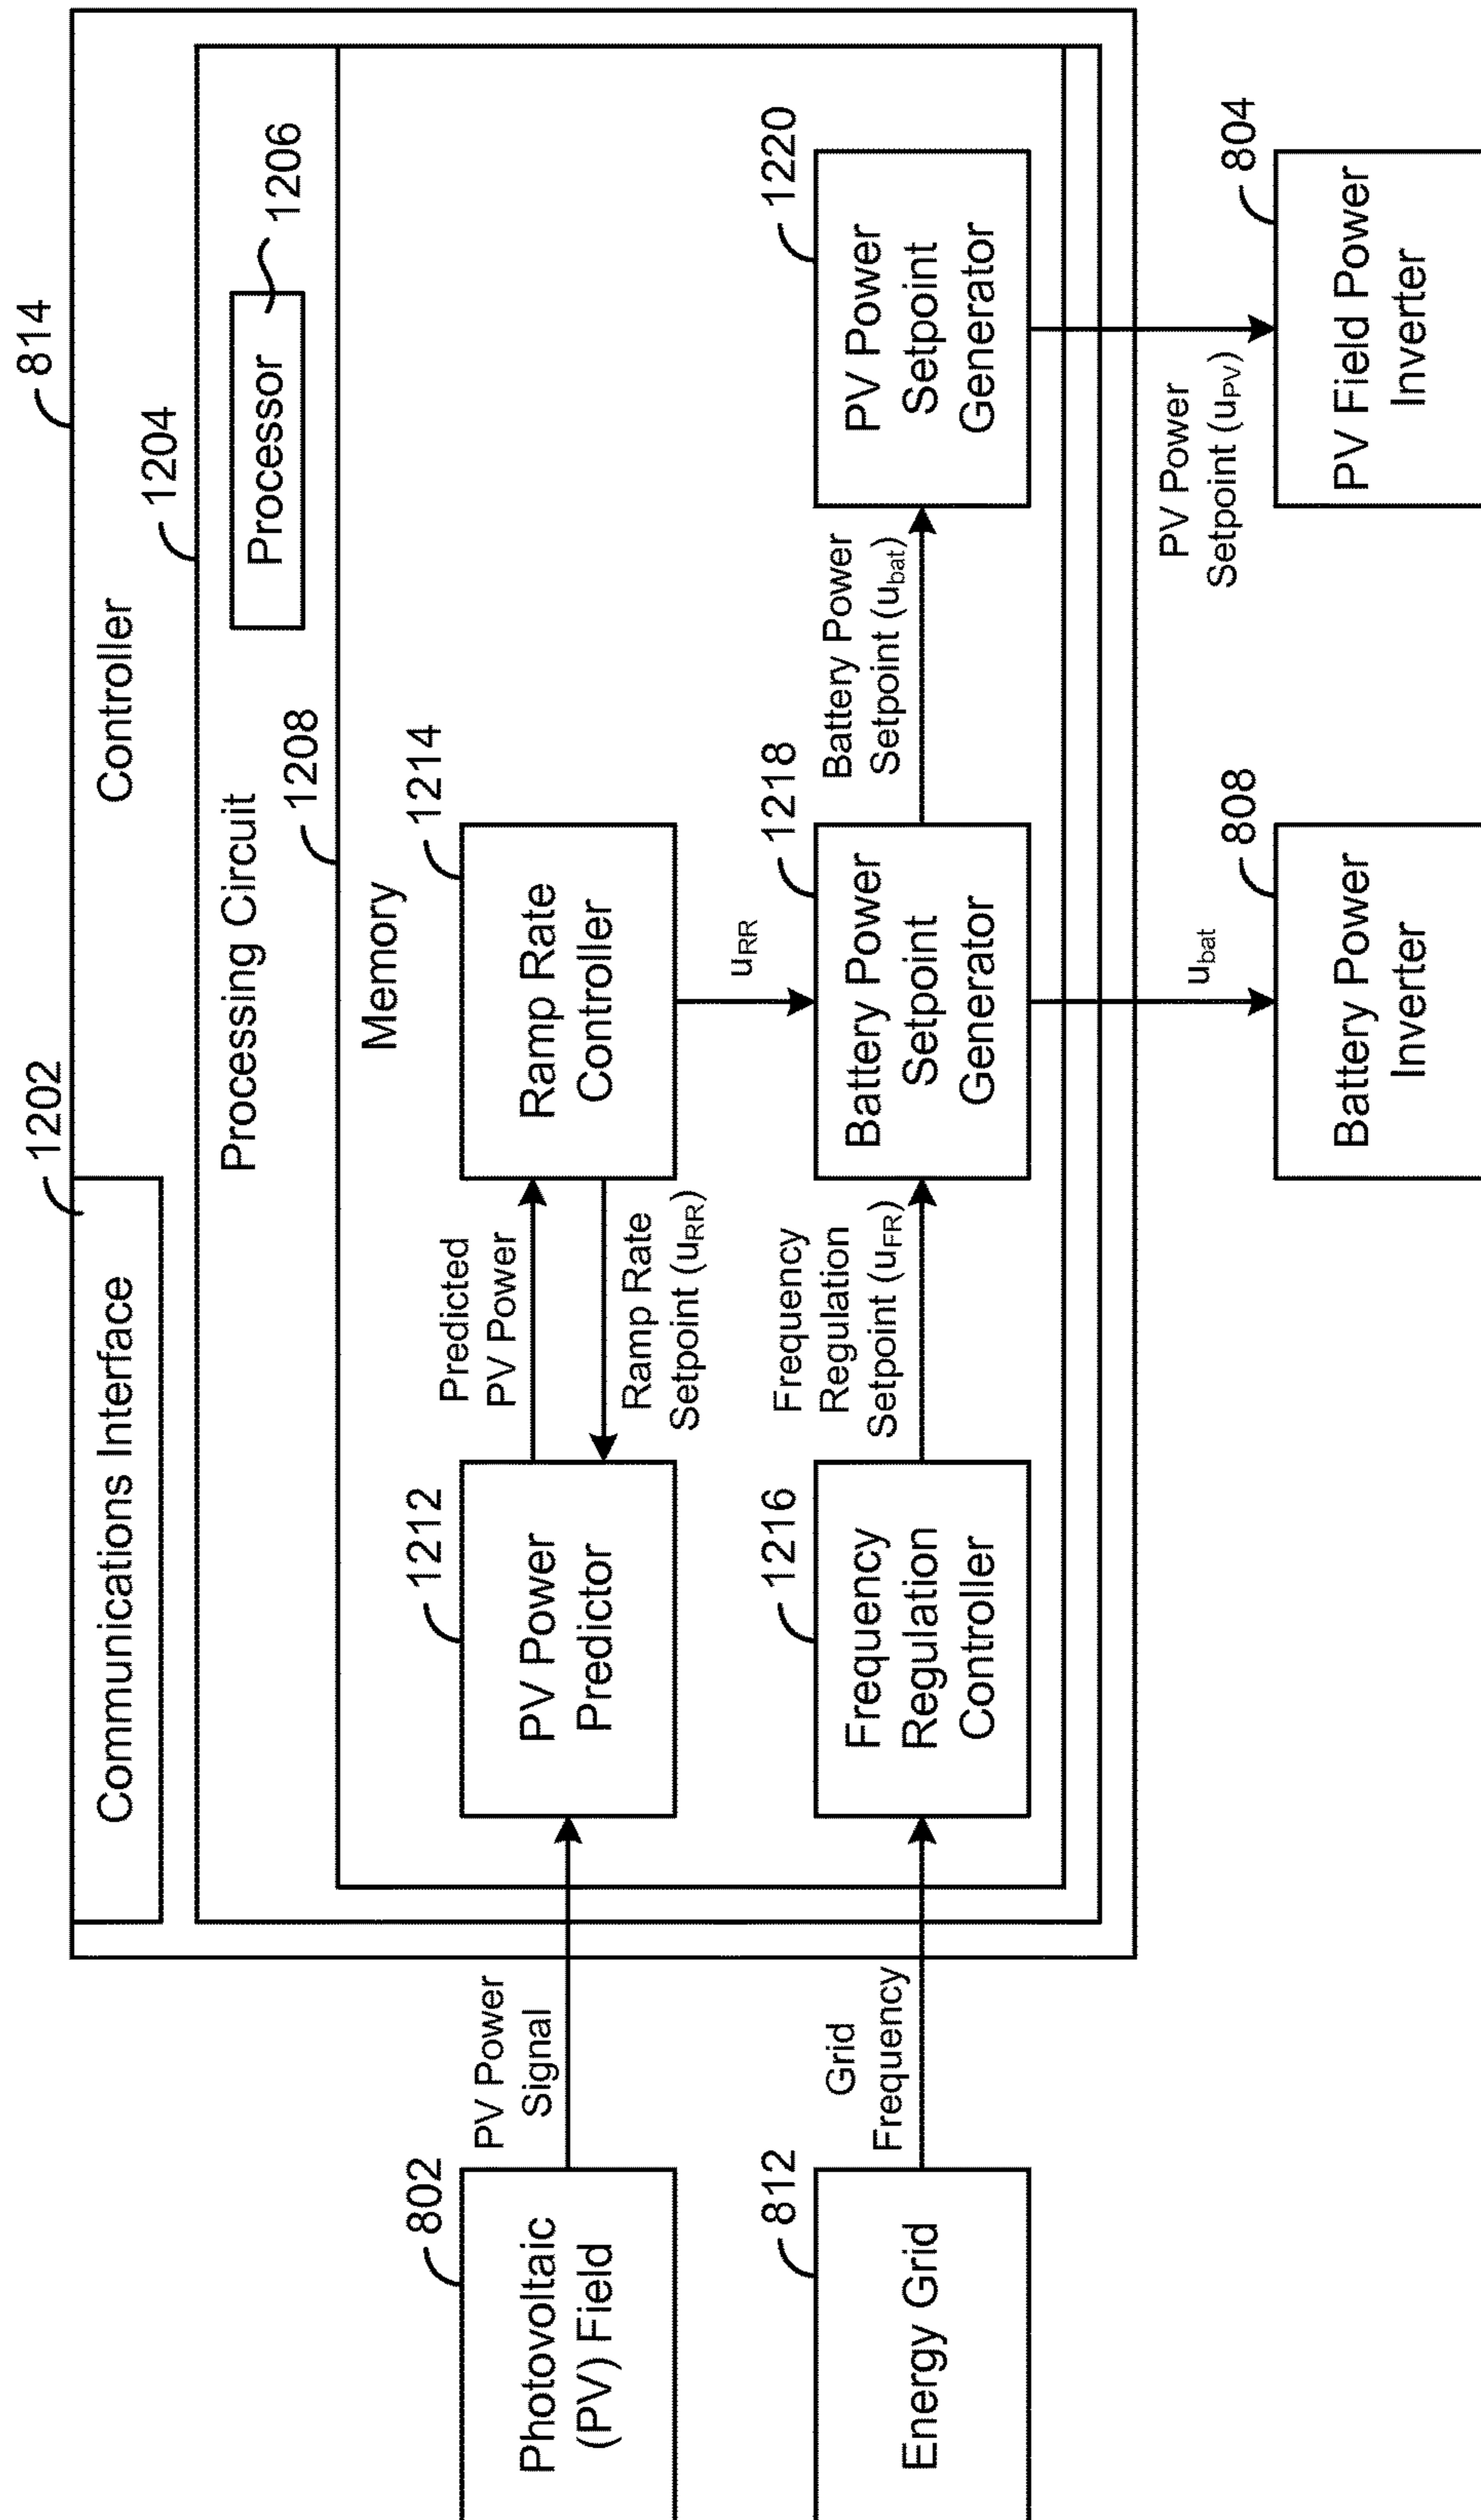 814
Controller
1202
Communications Interface
1204
Processing Circuit
Processor
1206
1208
Memory
802
Photovoltaic
(PV) Field
PV Power
Signal
1212
PV Power
Predictor
Predicted
PV Power
Ramp Rate
Setpoint (uRR)
1214
Ramp Rate
Controller
uRR
812
Energy Grid
Grid
Frequency
1216
Frequency
Regulation
Controller
Frequency
Regulation
Setpoint (uFR)
1218
Battery Power
Setpoint
Generator
Battery Power
Setpoint (ubat)
1220
PV Power
Setpoint
Generator
ubat
PV Power
Setpoint (uPV)
808
Battery Power
Inverter
804
PV Field Power
Inverter